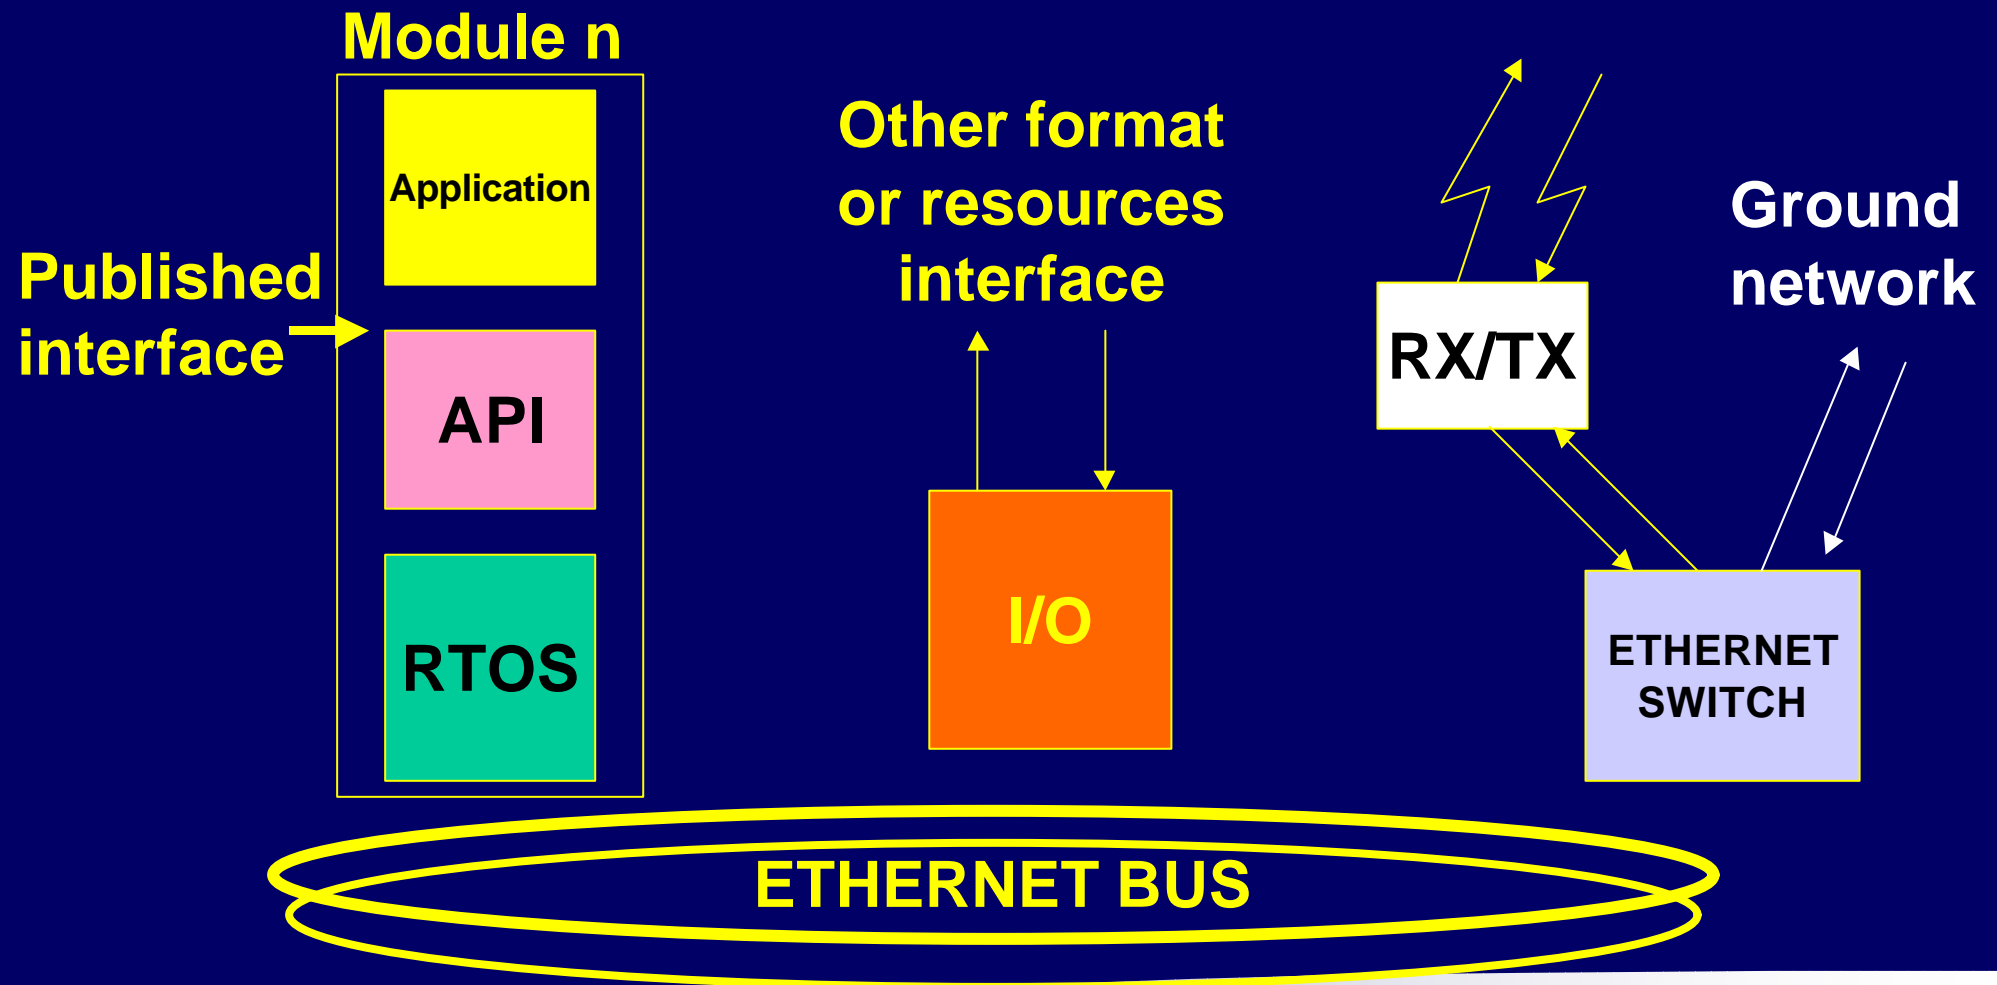 Module n
Application
Published
interface
API
RTOS
Other format
or resources
interface
I/O
RX/TX
Ground
network
ETHERNET
SWITCH
ETHERNET BUS